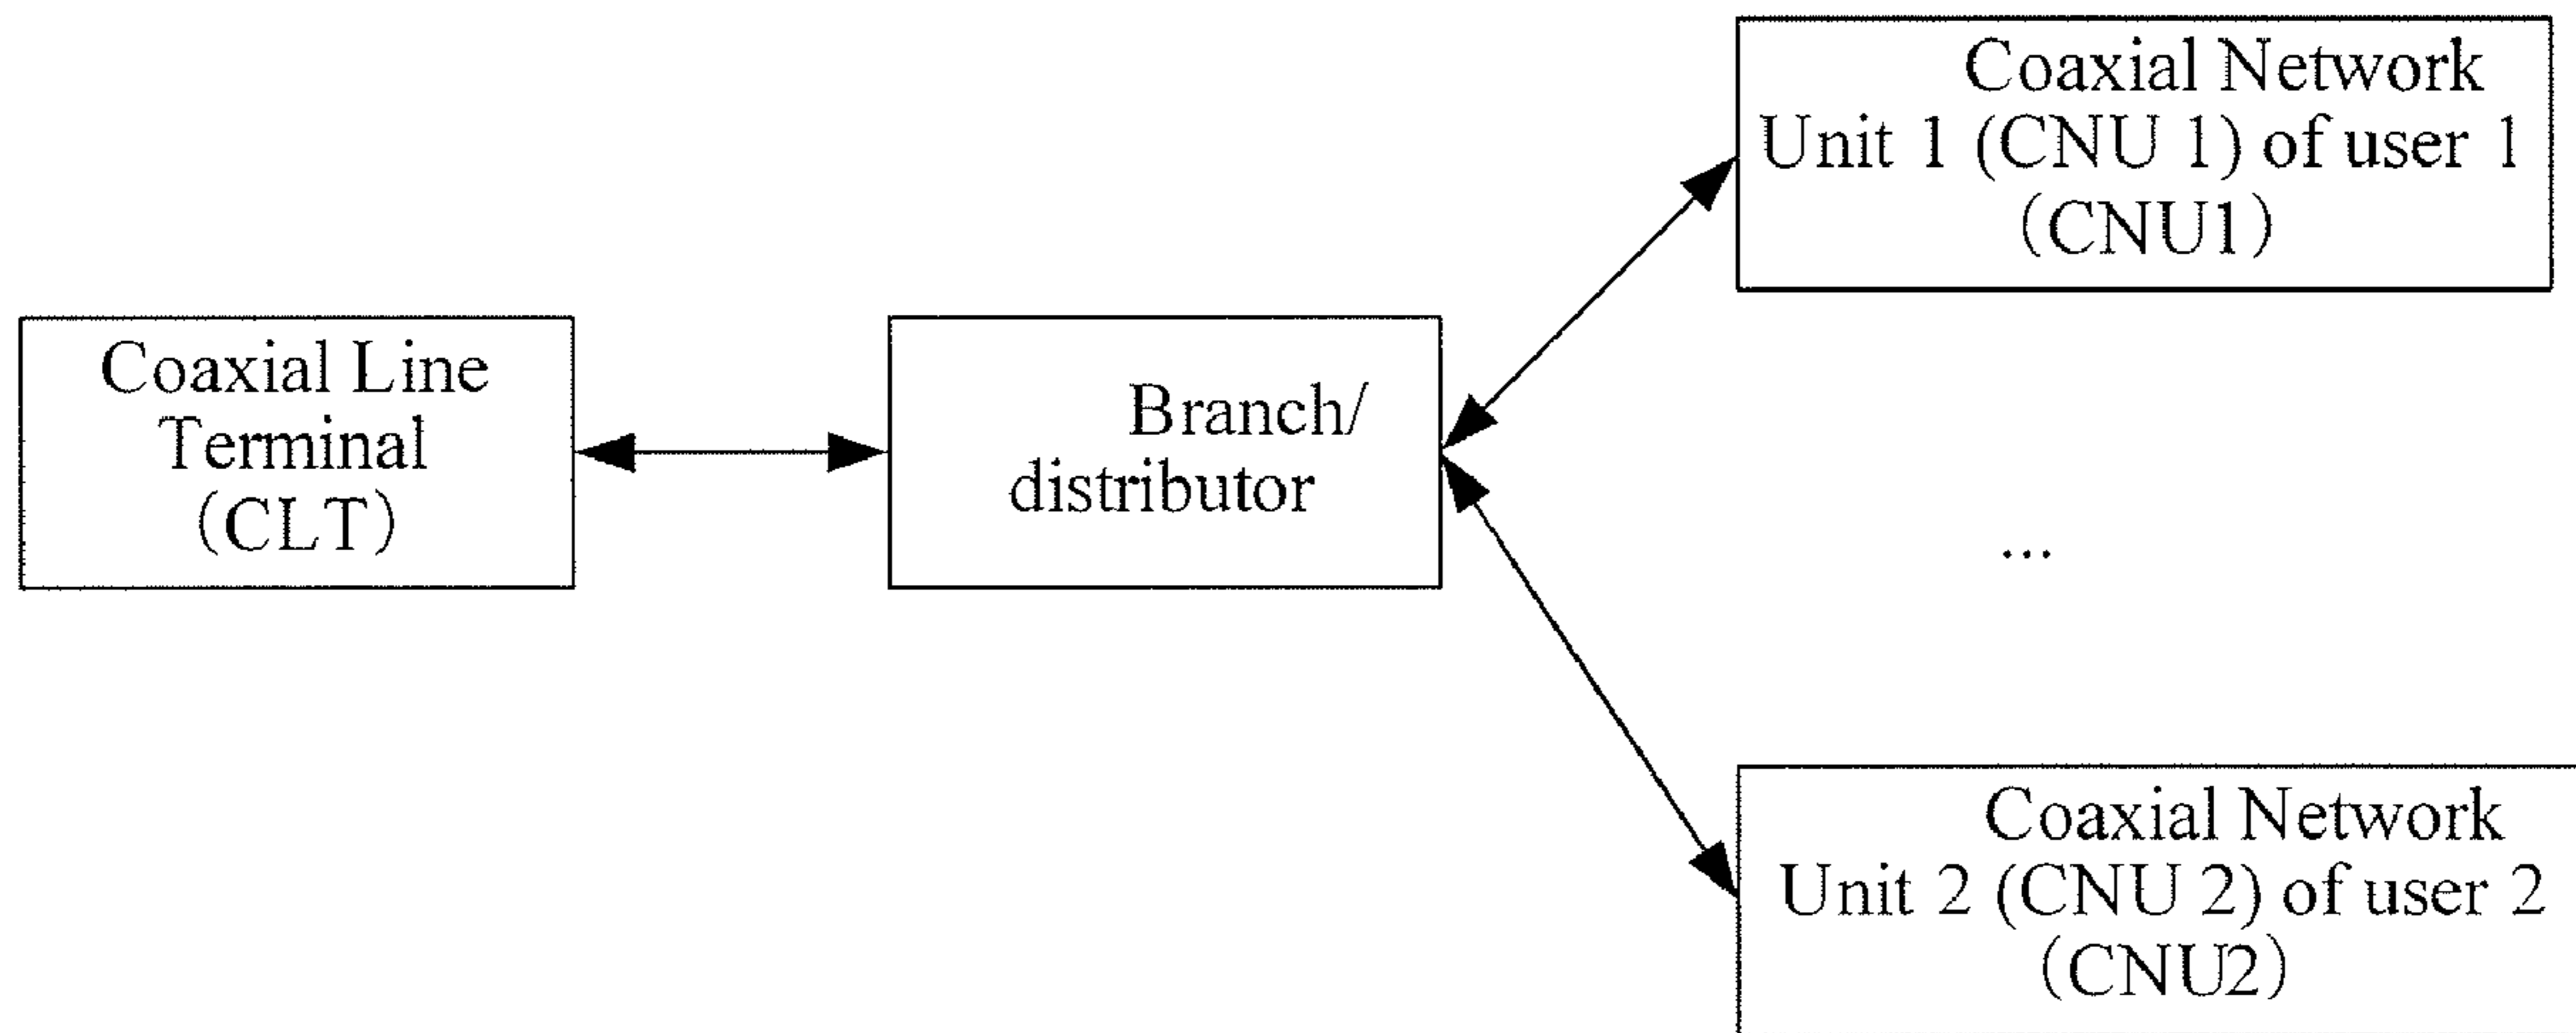 Coaxial Line
Terminal
(CLT)
Branch/
distributor
Coaxial Network
Unit 1 (CNU 1) of user 1
(CNU1)
...
Coaxial Network
Unit 2 (CNU 2) of user 2
(CNU2)